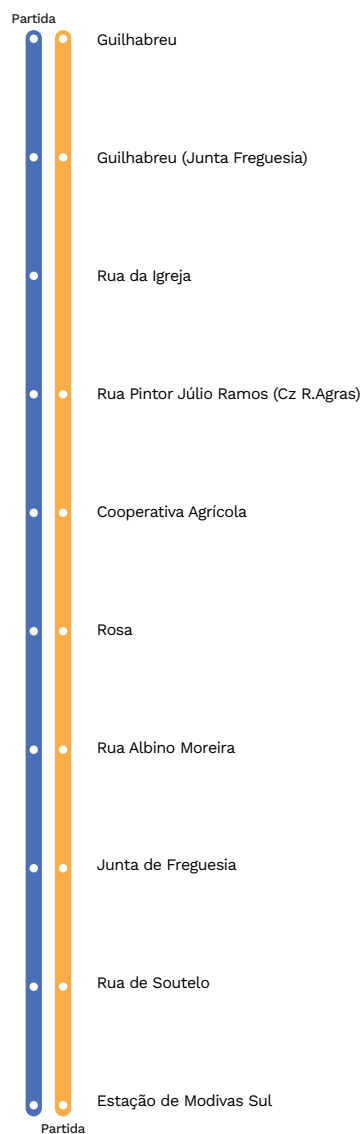 Partida
Guilhabreu
Guilhabreu (Junta Freguesia)
Rua da Igreja
Rua Pintor Júlio Ramos (Cz R.Agras)
Cooperativa Agrícola
Rosa
Rua Albino Moreira
Junta de Freguesia
Rua de Soutelo
Estação de Modivas Sul
Partida